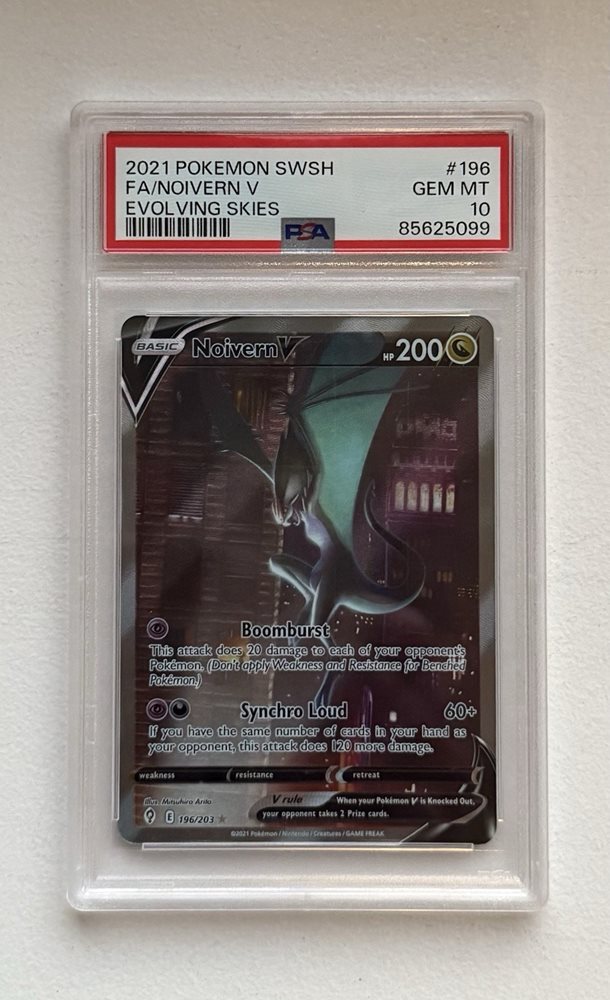 2021 POKEMON SWSH #196
FA/NOIVERN V GEM MT
EVOLVING SKIES 10
PSA 85625099
BASIC Noivern V HP 200
Boomburst
This attack does 20 damage to each of your opponent's
Pokémon. (Don't apply Weakness and Resistance for Benched
Pokémon.)
Synchro Loud 60+
If you have the same number of cards in your hand as
your opponent, this attack does 120 more damage.
weakness resistance retreat
Illus. Mitsuhiro Arita
V rule When your Pokémon V is Knocked Out,
your opponent takes 2 Prize cards.
E 196/203
©2021 Pokémon / Nintendo / Creatures / GAME FREAK